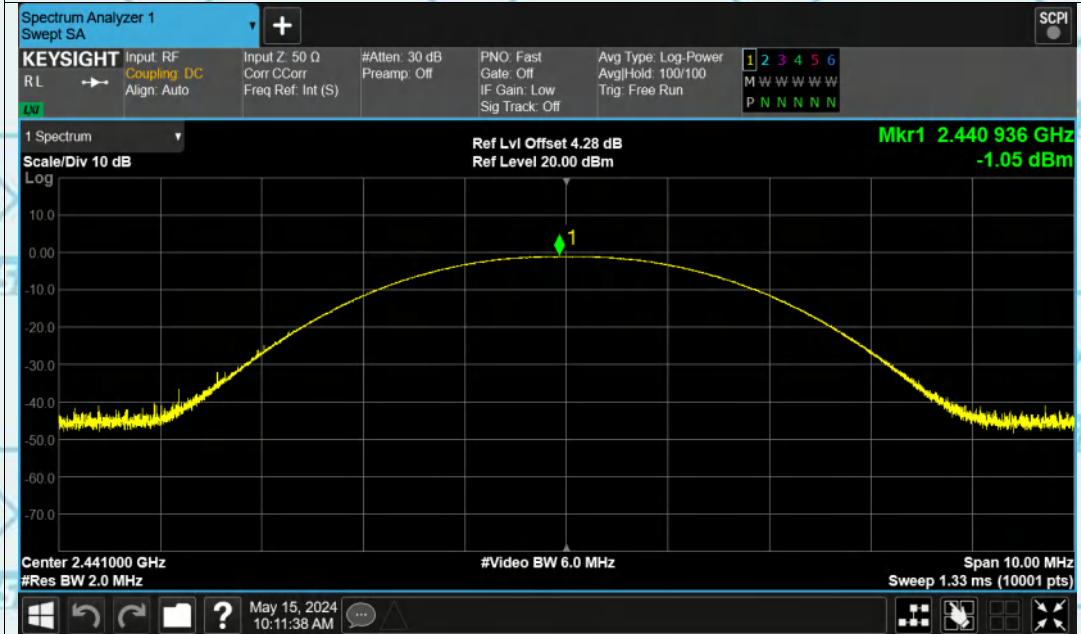 Spectrum Analyzer 1
Swept SA
+
SCPI
KEYSIGHT
RL
LXI
Input: RF
Coupling: DC
Align: Auto
Input Z: 50 Ω
Corr CCorr
Freq Ref: Int (S)
#Atten: 30 dB
Preamp: Off
PNO: Fast
Gate: Off
IF Gain: Low
Sig Track: Off
Avg Type: Log-Power
Avg|Hold: 100/100
Trig: Free Run
1 2 3 4 5 6
M W W W W W
P N N N N N
1 Spectrum
Scale/Div 10 dB
Ref Lvl Offset 4.28 dB
Ref Level 20.00 dBm
Mkr1 2.440 936 GHz
-1.05 dBm
Log
10.0
0.00
-10.0
-20.0
-30.0
-40.0
-50.0
-60.0
-70.0
1
Center 2.441000 GHz
#Video BW 6.0 MHz
Span 10.00 MHz
#Res BW 2.0 MHz
Sweep 1.33 ms (10001 pts)
?
May 15, 2024
10:11:38 AM